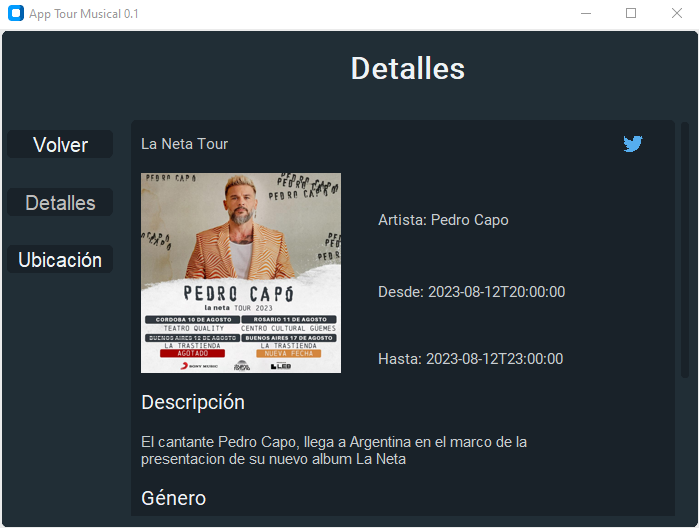 App Tour Musical 0.1
Detalles
Volver
Detalles
Ubicación
La Neta Tour
PEDRO CAPÓ
PEDRO CAPÓ
PEDRO CAPÓ
PEDRO CAPÓ
la neta TOUR 2023
CORDOBA 10 DE AGOSTO
TEATRO QUALITY
ROSARIO 11 DE AGOSTO
CENTRO CULTURAL GUEMES
BUENOS AIRES 12 DE AGOSTO
LA TRASTIENDA
AGOTADO
BUENOS AIRES 17 DE AGOSTO
LA TRASTIENDA
NUEVA FECHA
SONY MUSIC
LEB
Artista: Pedro Capo
Desde: 2023-08-12T20:00:00
Hasta: 2023-08-12T23:00:00
Descripción
El cantante Pedro Capo, llega a Argentina en el marco de la
presentacion de su nuevo album La Neta
Género